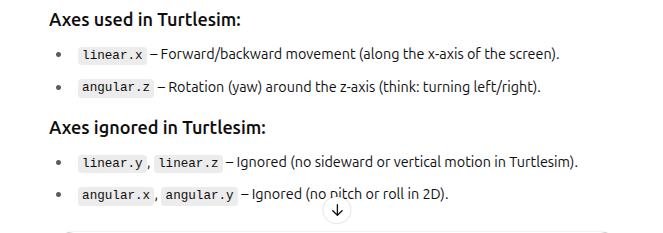 Axes used in Turtlesim:
• linear.x – Forward/backward movement (along the x-axis of the screen).
• angular.z – Rotation (yaw) around the z-axis (think: turning left/right).
Axes ignored in Turtlesim:
• linear.y, linear.z – Ignored (no sideward or vertical motion in Turtlesim).
• angular.x, angular.y – Ignored (no pitch or roll in 2D).